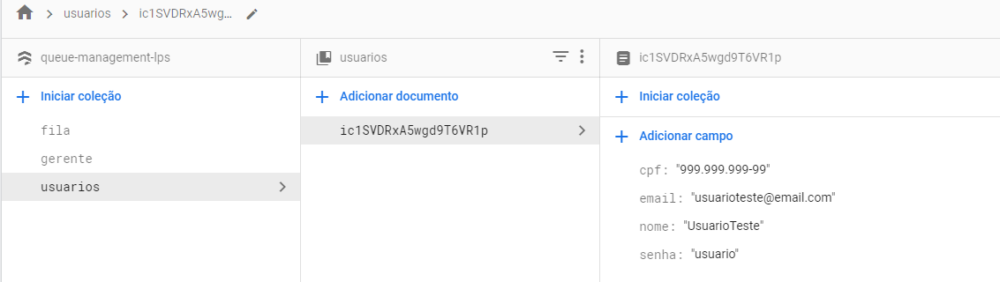 usuarios ic1SVDRxA5wg...
queue-management-lps
Iniciar coleção
fila
gerente
usuarios
usuarios
Adicionar documento
ic1SVDRxA5wgd9T6VR1p
ic1SVDRxA5wgd9T6VR1p
Iniciar coleção
Adicionar campo
cpf: "999.999.999-99"
email: "usuarioteste@email.com"
nome: "UsuarioTeste"
senha: "usuario"